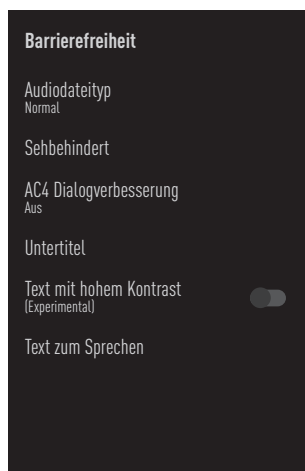 Barrierefreiheit
Audiodateityp
Normal
Sehbehindert
AC4 Dialogverbesserung
Aus
Untertitel
Text mit hohem Kontrast
(Experimental)
Text zum Sprechen